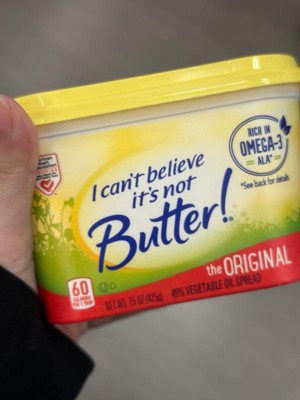 RICH IN
OMEGA-3
ALA*
*See back for details
I can't believe
it's not
Butter!
the ORIGINAL
60
CALORIES
NET WT. 15 OZ (425g)
45% VEGETABLE OIL SPREAD